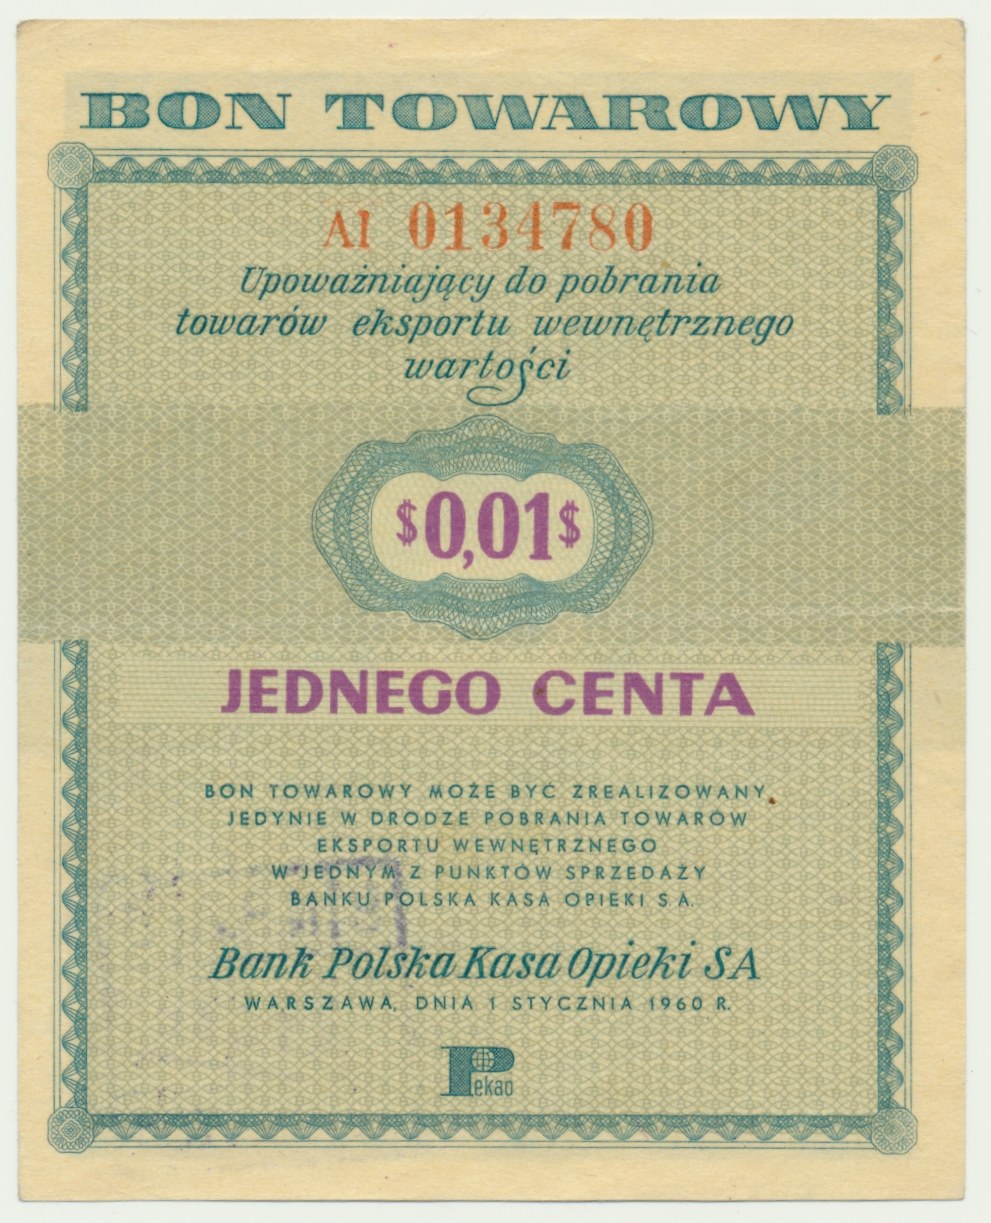 BON TOWAROWY
AI 0134780
Upoważniający do pobrania
towarów eksportu wewnętrznego
wartości
$0,01$
JEDNEGO CENTA
BON TOWAROWY MOŻE BYĆ ZREALIZOWANY
JEDYNIE W DRODZE POBRANIA TOWARÓW
EKSPORTU WEWNĘTRZNEGO
W JEDNYM Z PUNKTÓW SPRZEDAŻY
BANKU POLSKA KASA OPIEKI S.A.
Bank Polska Kasa Opieki SA
WARSZAWA, DNIA 1 STYCZNIA 1960 R.
Pekao